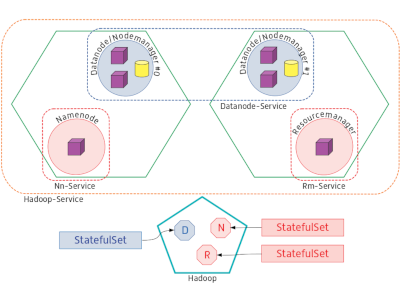 Datanode/Nodemanager #0
Datanode/Nodemanager #1
Datanode-Service
Namenode
Resourcemanager
Nn-Service
Rm-Service
Hadoop-Service
StatefulSet
D
N
StatefulSet
R
StatefulSet
Hadoop